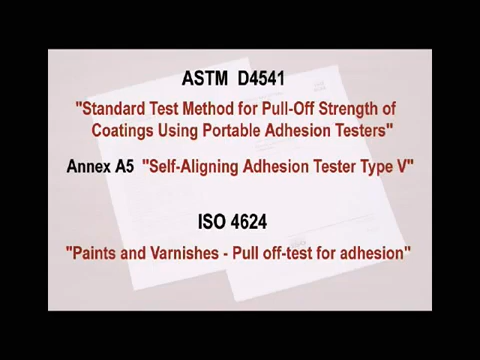 ASTM D4541
"Standard Test Method for Pull-Off Strength of
Coatings Using Portable Adhesion Testers"
Annex A5 "Self-Aligning Adhesion Tester Type V"
ISO 4624
"Paints and Varnishes - Pull off-test for adhesion"